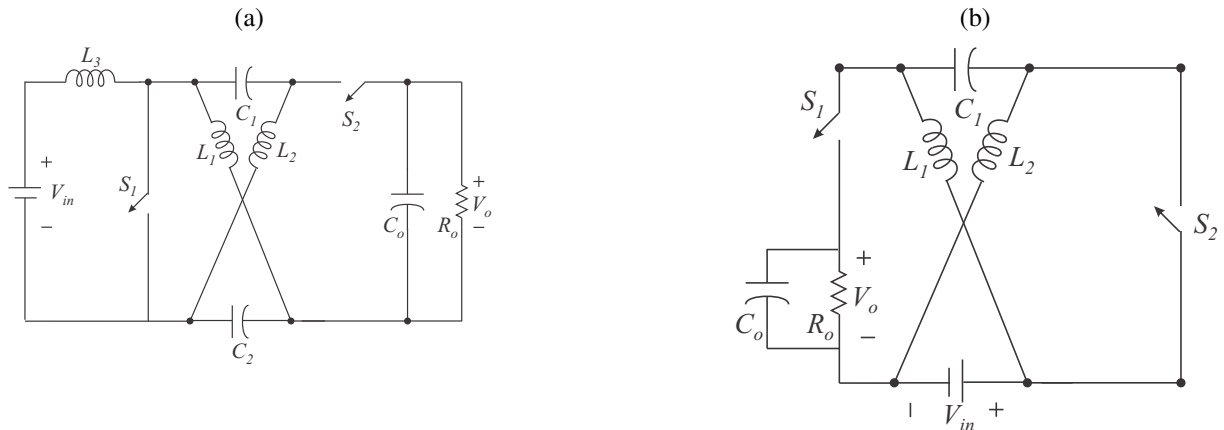 (a)
L3
C1
S2
L1
L2
+
Vin
−
S1
Co
Ro
+
Vo
−
C2
(b)
S1
C1
L1
L2
S2
Co
Ro
+
Vo
−
−
Vin
+